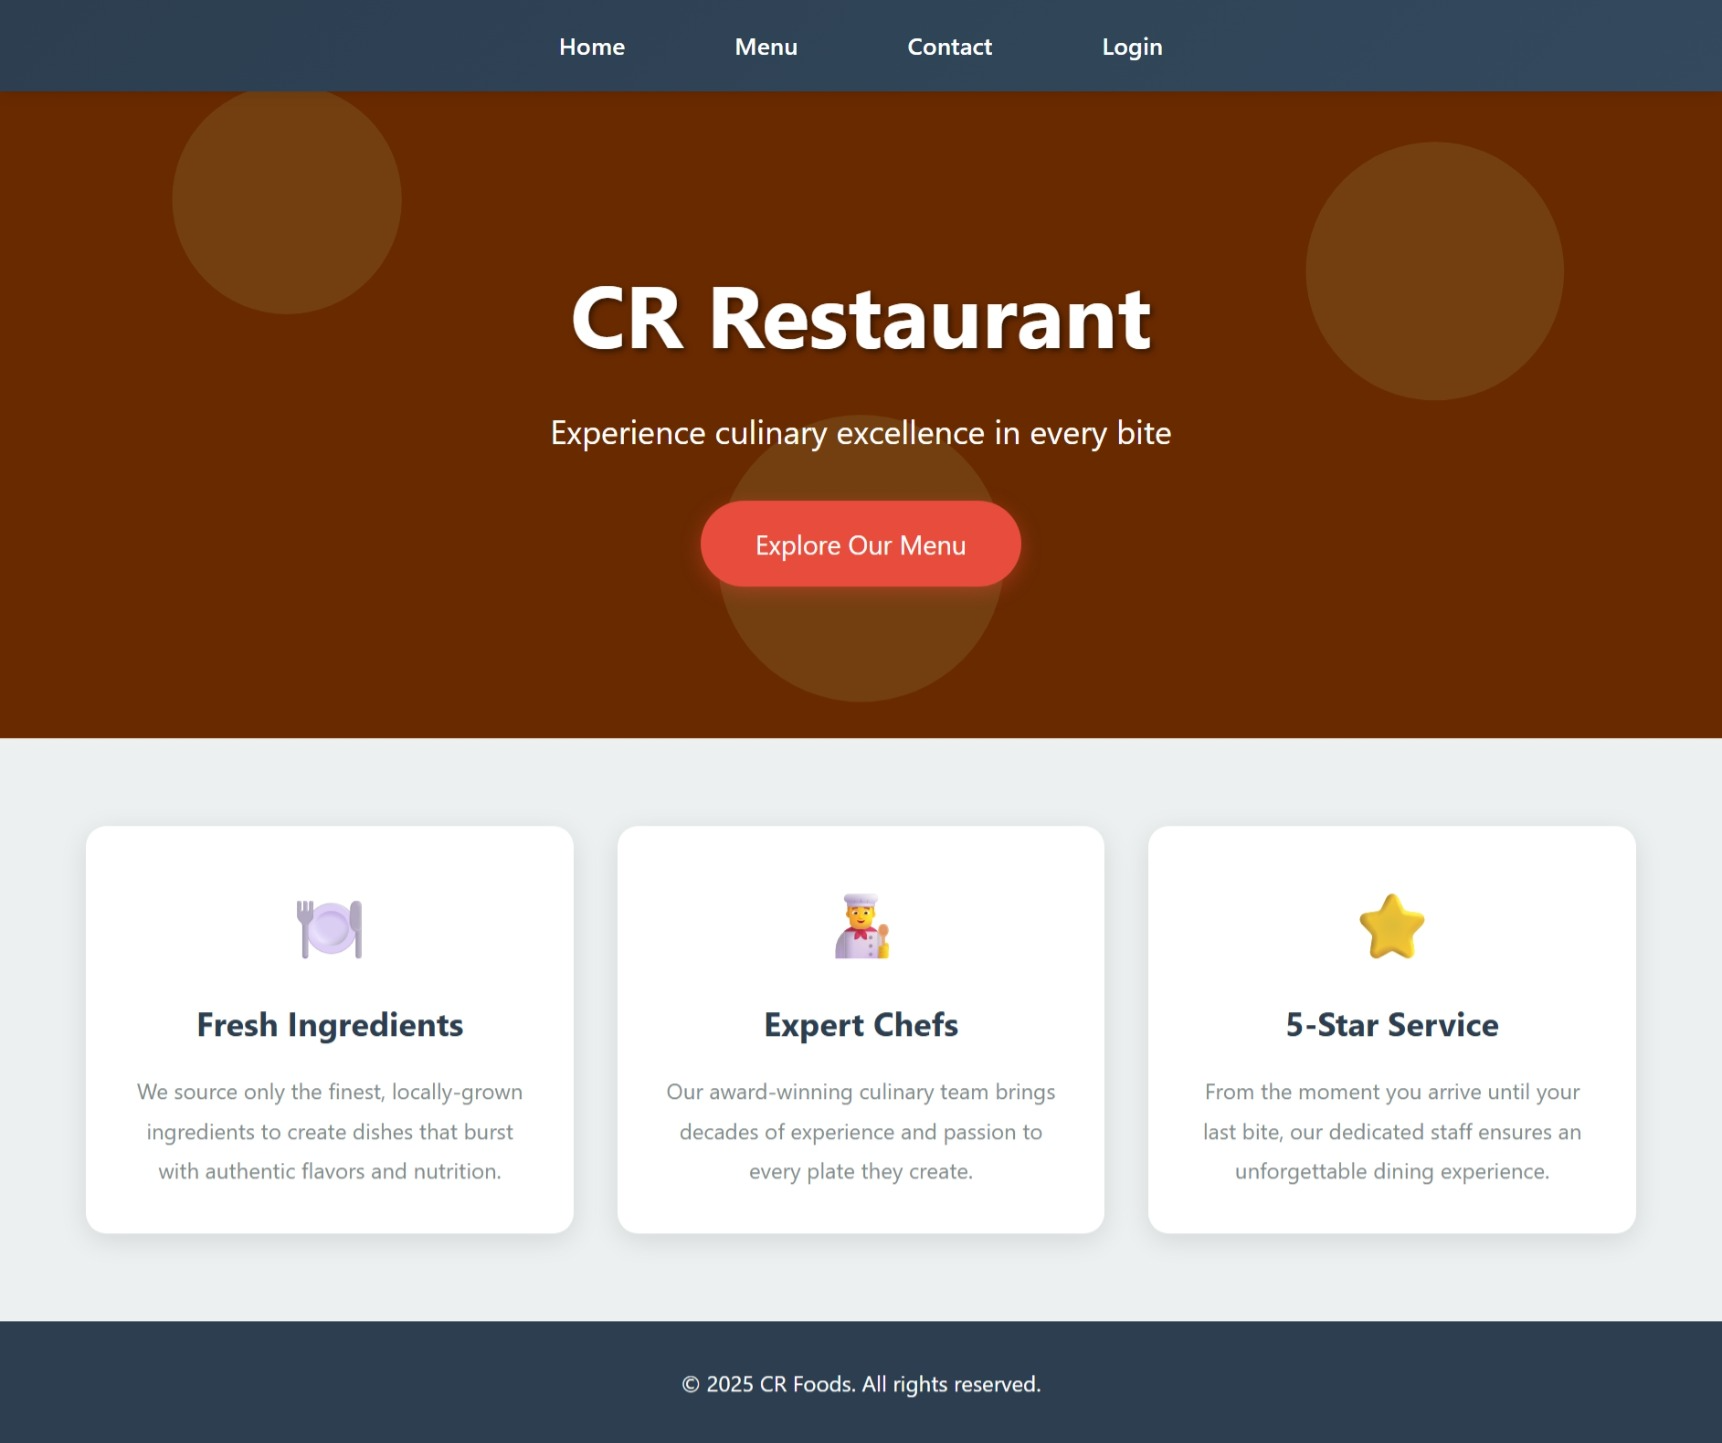 Home Menu Contact Login
CR Restaurant
Experience culinary excellence in every bite
Explore Our Menu
Fresh Ingredients
We source only the finest, locally-grown
ingredients to create dishes that burst
with authentic flavors and nutrition.
Expert Chefs
Our award-winning culinary team brings
decades of experience and passion to
every plate they create.
5-Star Service
From the moment you arrive until your
last bite, our dedicated staff ensures an
unforgettable dining experience.
© 2025 CR Foods. All rights reserved.